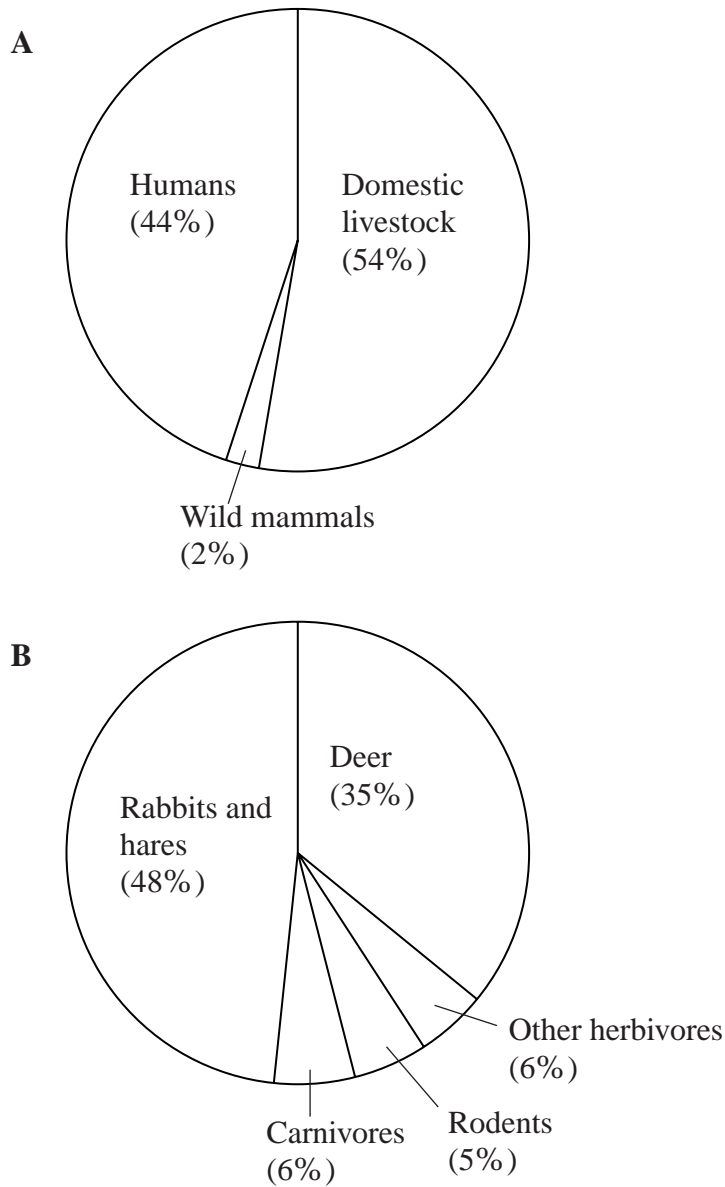 A
Humans
(44%)
Domestic
livestock
(54%)
Wild mammals
(2%)
B
Deer
(35%)
Rabbits and
hares
(48%)
Other herbivores
(6%)
Rodents
(5%)
Carnivores
(6%)